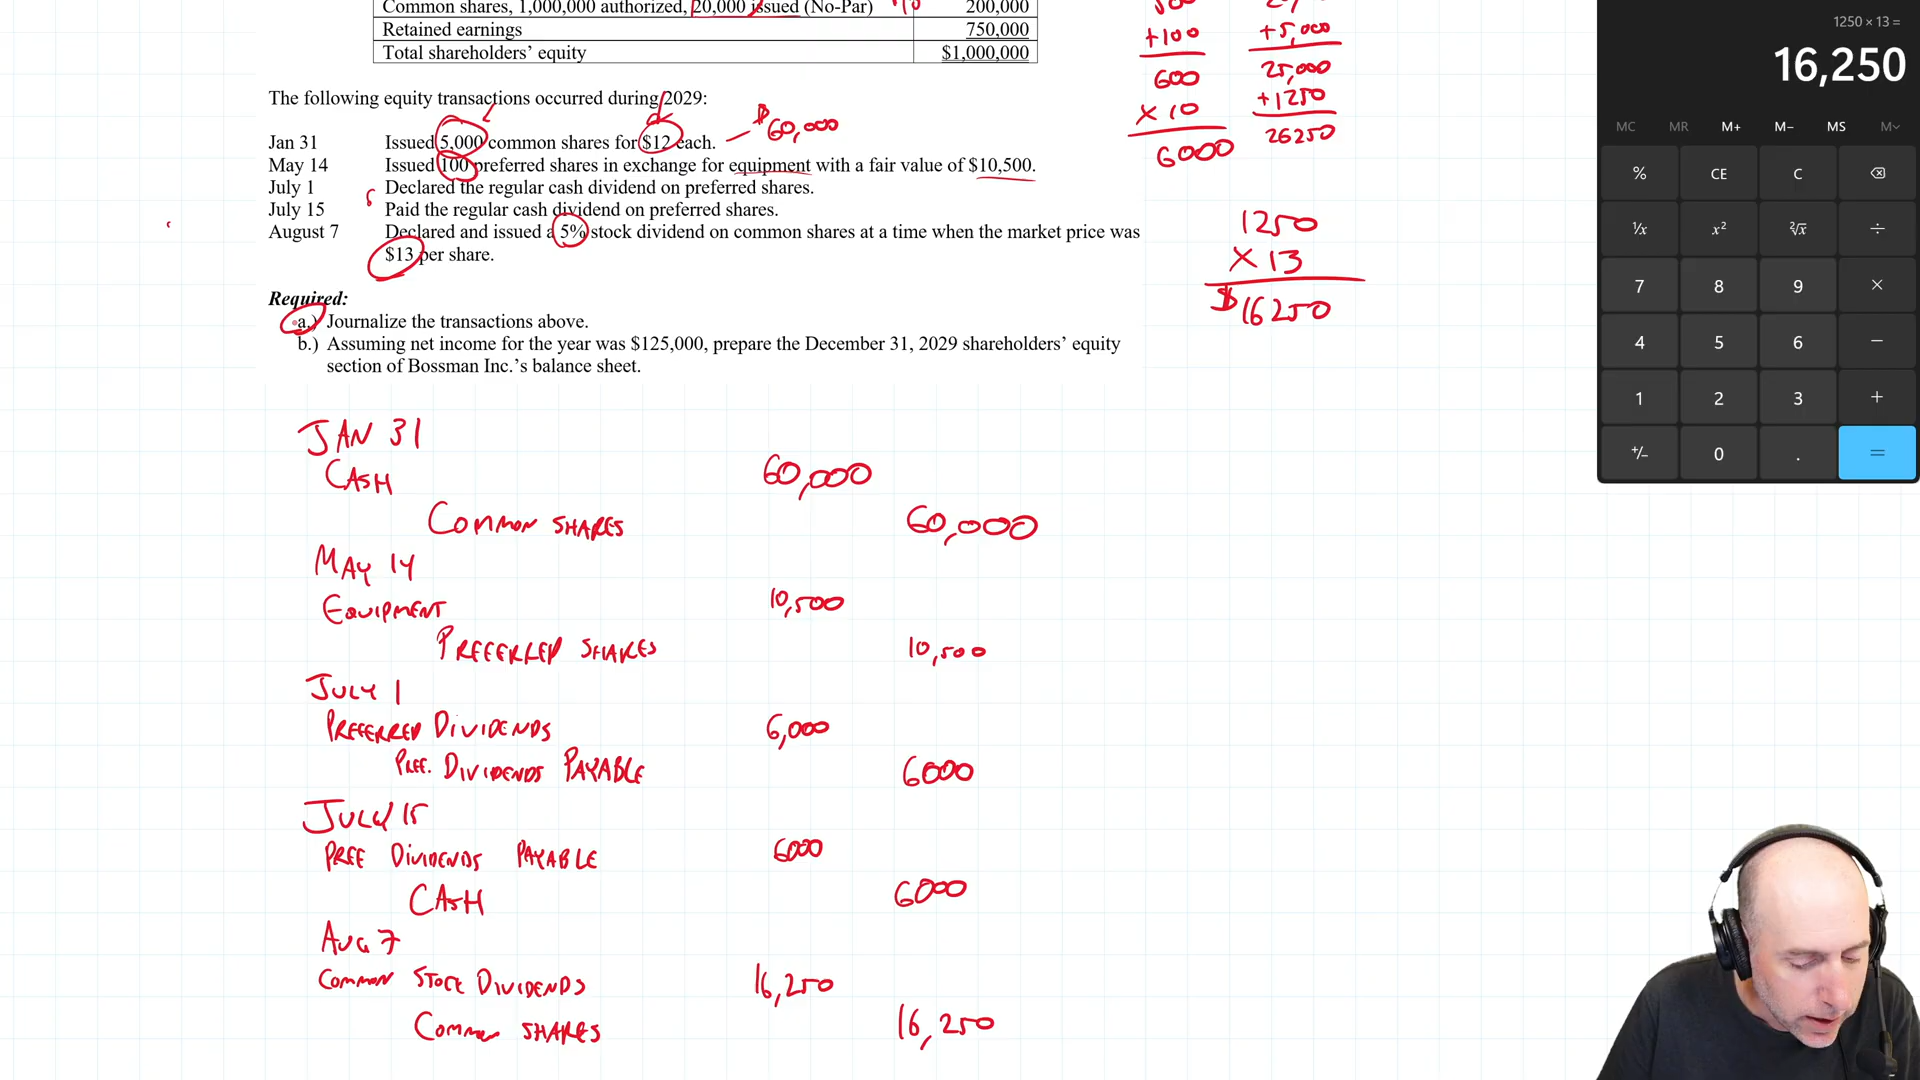 Common shares, 1,000,000 authorized, 20,000 issued (No-Par) 200,000
Retained earnings 750,000
Total shareholders' equity $1,000,000
The following equity transactions occurred during 2029:
Jan 31 Issued 5,000 common shares for $12 each. – $60,000
May 14 Issued 100 preferred shares in exchange for equipment with a fair value of $10,500.
July 1 Declared the regular cash dividend on preferred shares.
July 15 Paid the regular cash dividend on preferred shares.
August 7 Declared and issued a 5% stock dividend on common shares at a time when the market price was
$13 per share.
Required:
a.) Journalize the transactions above.
b.) Assuming net income for the year was $125,000, prepare the December 31, 2029 shareholders' equity
section of Bossman Inc.'s balance sheet.
+100
600
× 10
6000
+5,000
25,000
+1250
26250
1250
× 13
$16250
JAN 31
CASH 60,000
COMMON SHARES 60,000
MAY 14
EQUIPMENT 10,500
PREFERRED SHARES 10,500
JULY 1
PREFERRED DIVIDENDS 6,000
PREF. DIVIDENDS PAYABLE 6000
JULY 15
PREF DIVIDENDS PAYABLE 6000
CASH 6000
AUG 7
COMMON STOCK DIVIDENDS 16,250
COMMON SHARES 16,250
1250 × 13 =
16,250
MC MR M+ M− MS M˅
% CE C ⌫
¹/x x² ²√x ÷
7 8 9 ×
4 5 6 −
1 2 3 +
+/− 0 . =